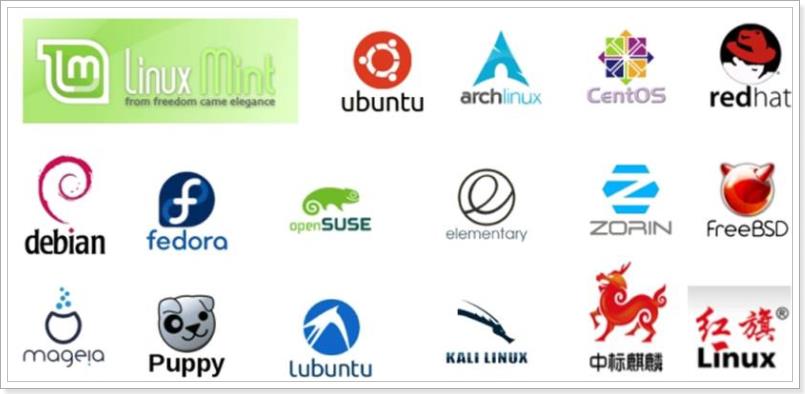 Linux Mint
from freedom came elegance
ubuntu
archlinux
CentOS
redhat
debian
fedora
openSUSE
elementary
ZORIN
FreeBSD
mageia
Puppy
lubuntu
KALI LINUX
中标麒麟
红旗®
Linux